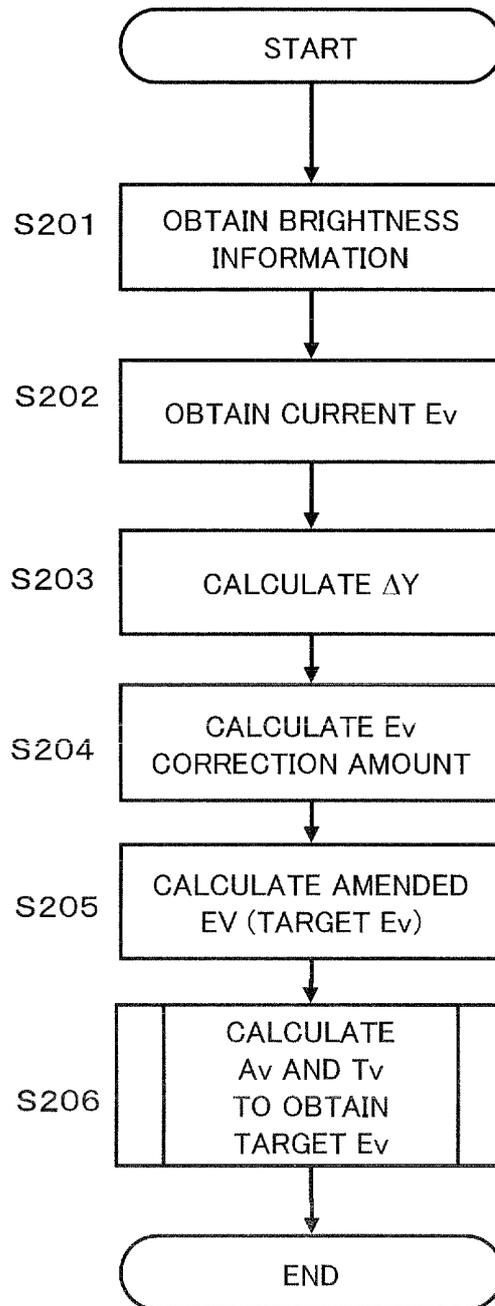 START
S201
OBTAIN BRIGHTNESS
INFORMATION
S202
OBTAIN CURRENT Ev
S203
CALCULATE ΔY
S204
CALCULATE Ev
CORRECTION AMOUNT
S205
CALCULATE AMENDED
EV (TARGET Ev)
S206
CALCULATE
Av AND Tv
TO OBTAIN
TARGET Ev
END